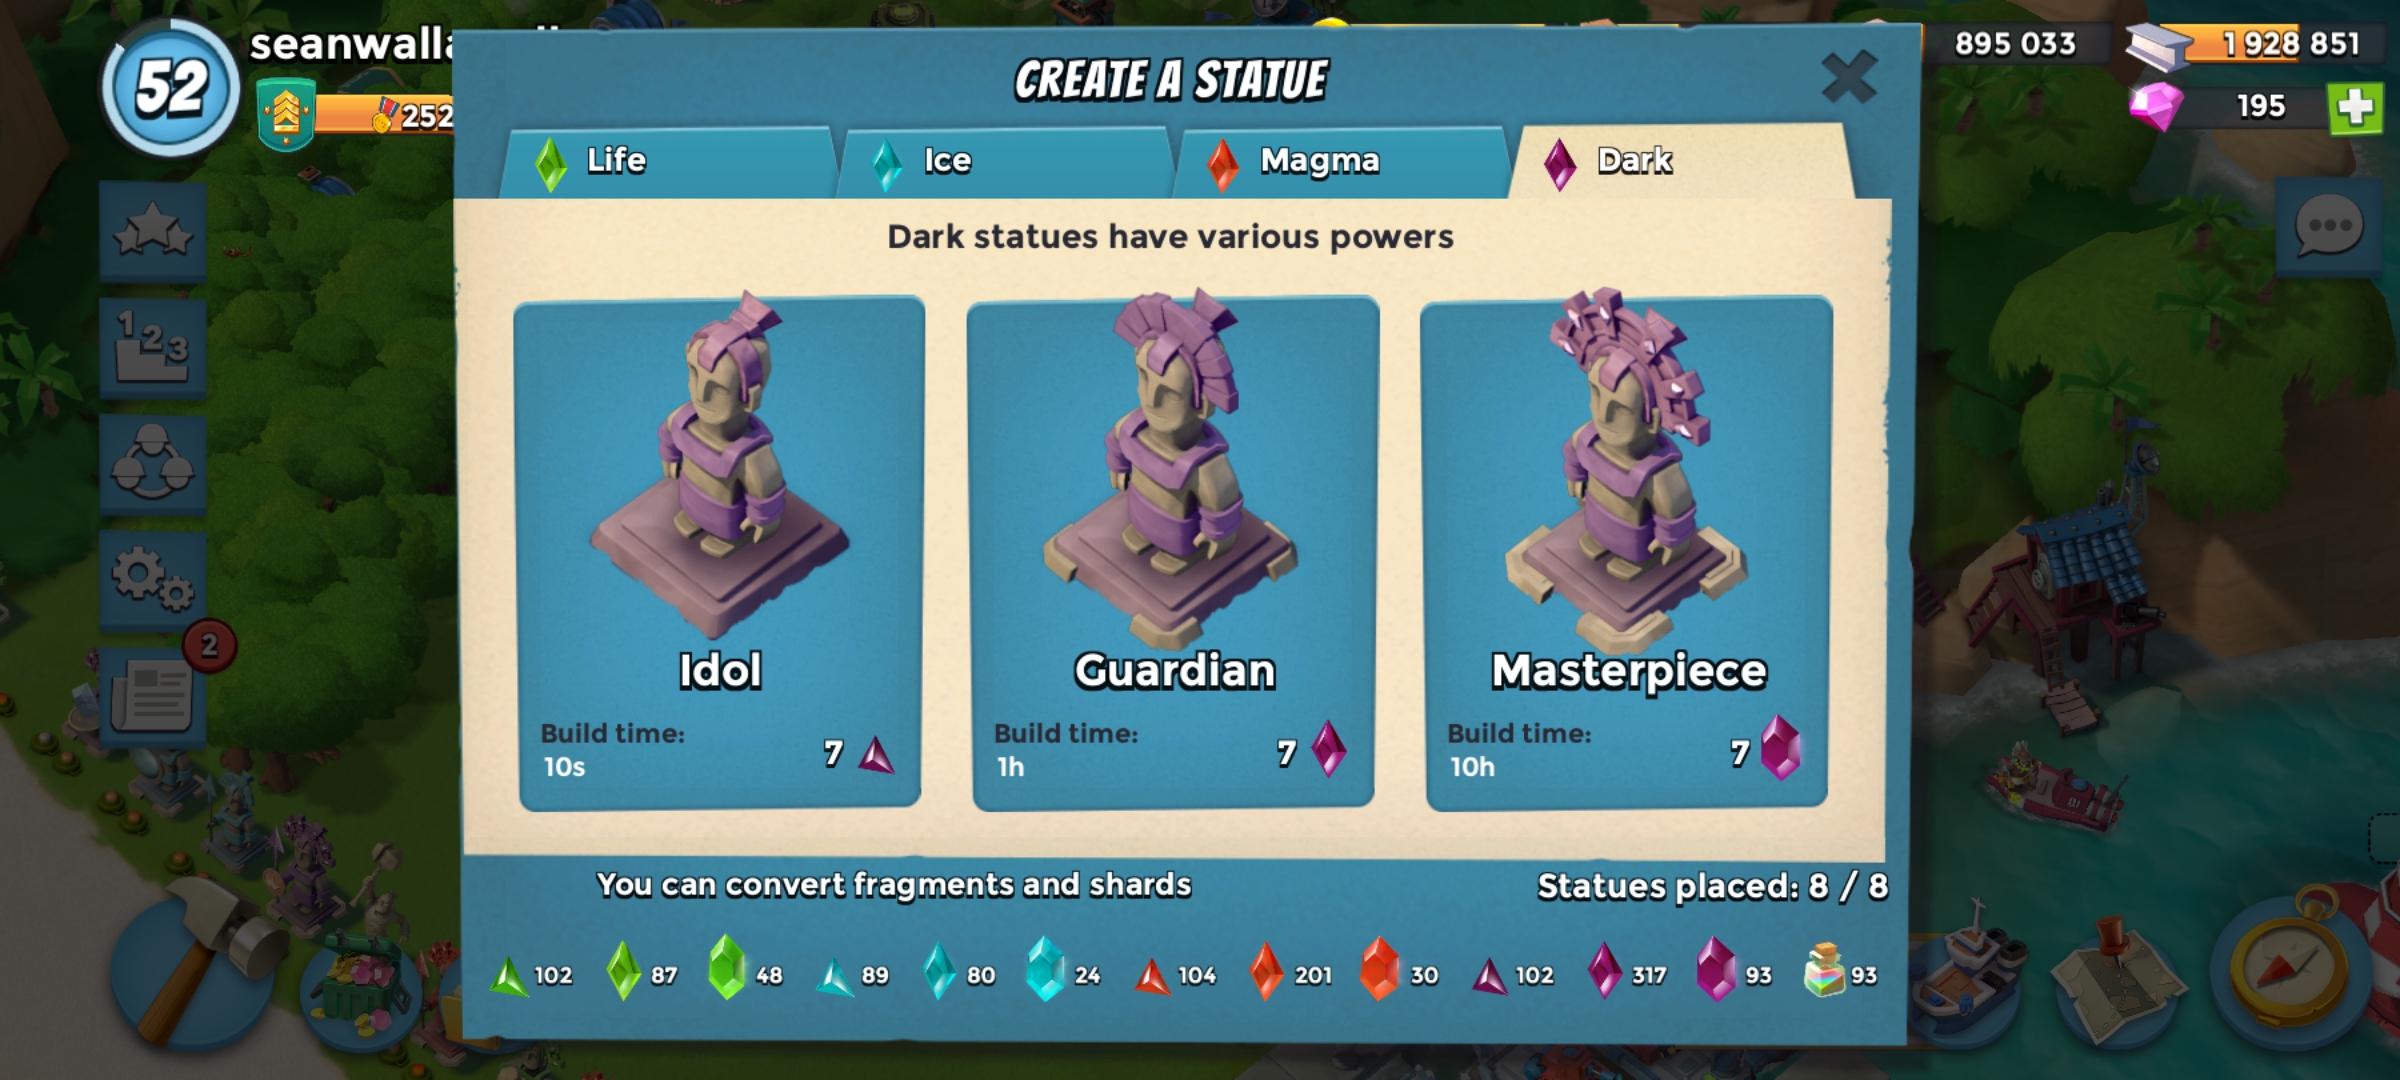 52
252
895 033
1 928 851
195
CREATE A STATUE
Life
Ice
Magma
Dark
Dark statues have various powers
Idol
Build time:
10s
7
Guardian
Build time:
1h
7
Masterpiece
Build time:
10h
7
1 2 3
2
You can convert fragments and shards
Statues placed: 8 / 8
102 87 48 89 80 24 104 201 30 102 317 93 93